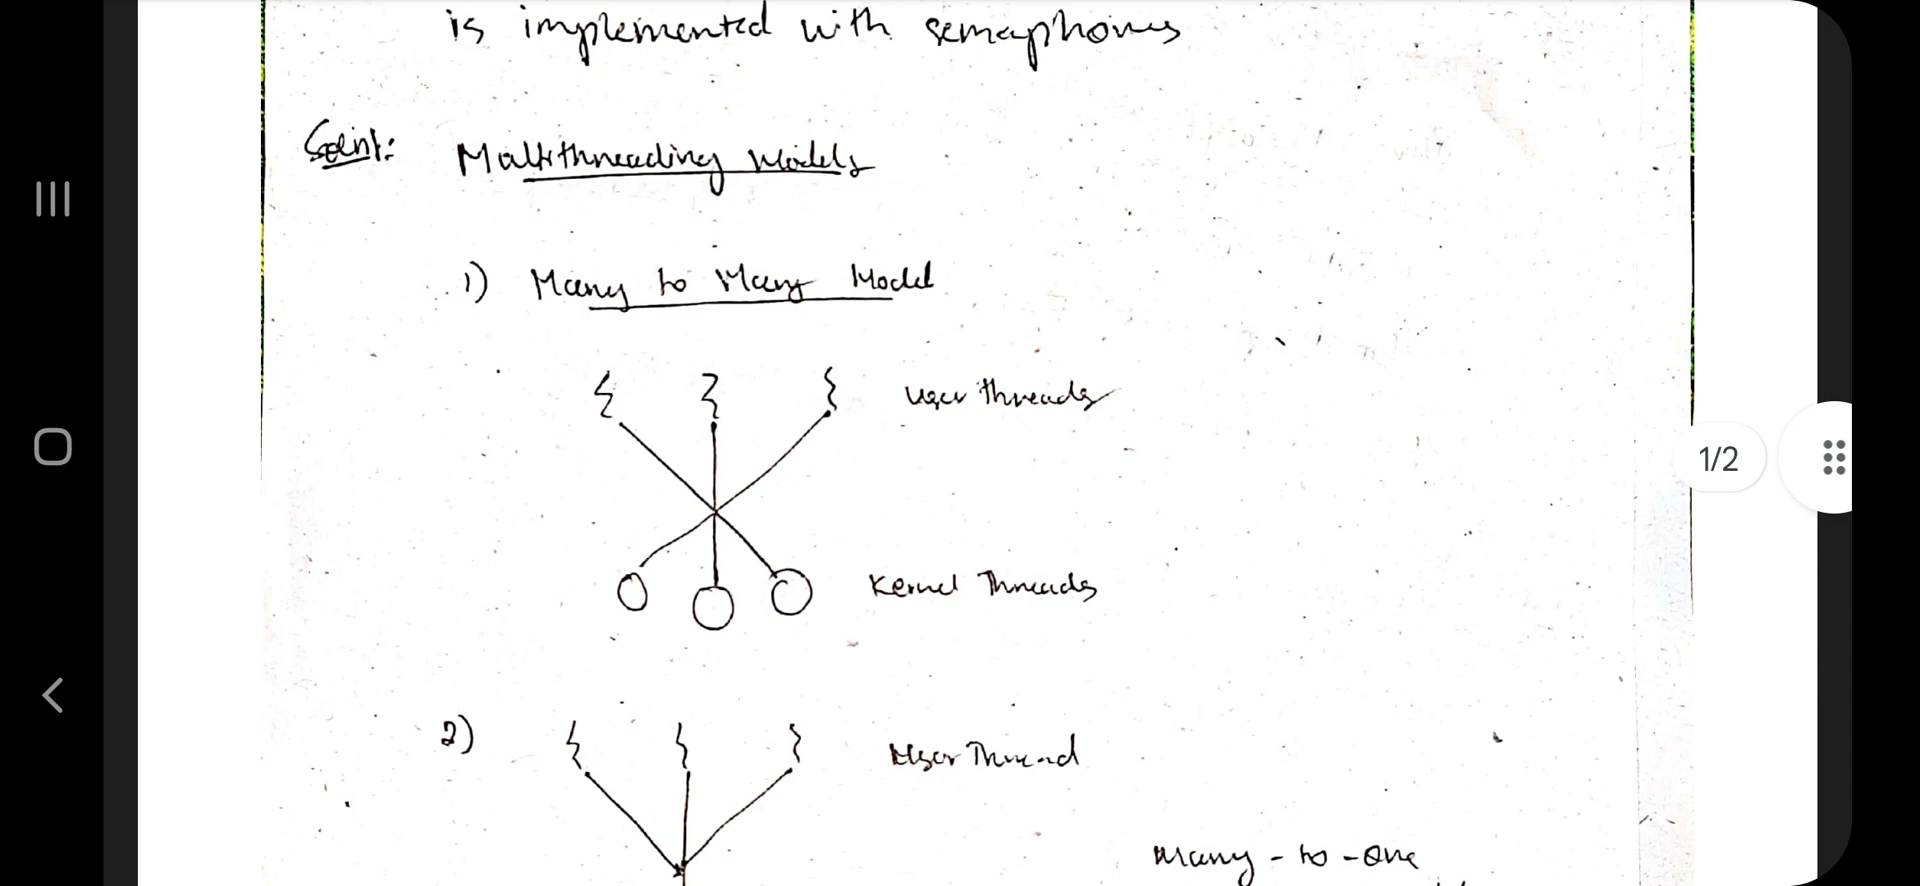 is implemented with semaphores
Multithreading Models
1) Many to Many Model
User threads
1/2
Kernel Threads
2)
User Thread
Many - to - One